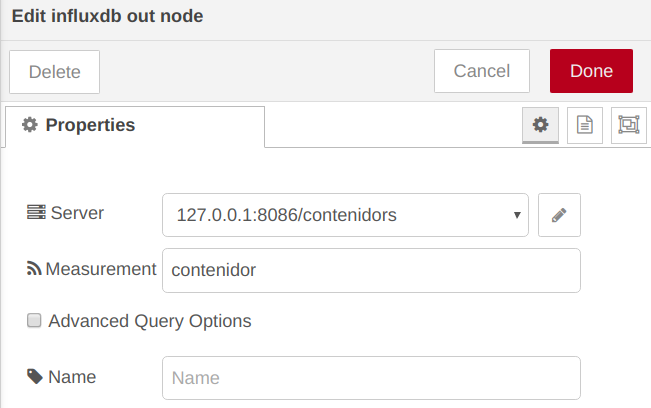 Edit influxdb out node
Delete Cancel Done
Properties
Server 127.0.0.1:8086/contenidors
Measurement contenidor
Advanced Query Options
Name Name